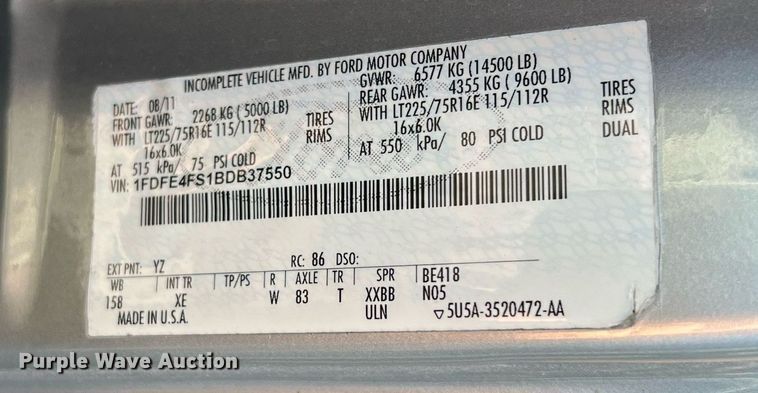 INCOMPLETE VEHICLE MFD. BY FORD MOTOR COMPANY
DATE: 08/11 GVWR: 6577 KG (14500 LB)
FRONT GAWR: 2268 KG ( 5000 LB) REAR GAWR: 4355 KG ( 9600 LB)
WITH LT225/75R16E 115/112R TIRES WITH LT225/75R16E 115/112R TIRES
16x6.0K RIMS 16x6.0K RIMS
AT 515 kPa/ 75 PSI COLD AT 550 kPa/ 80 PSI COLD DUAL
VIN: 1FDFE4FS1BDB37550
EXT PNT: YZ RC: 86 DSO:
WB INT TR TP/PS R AXLE TR SPR BE418
158 XE W 83 T XXBB N05
MADE IN U.S.A. ULN ▽5U5A-3520472-AA
Purple Wave Auction